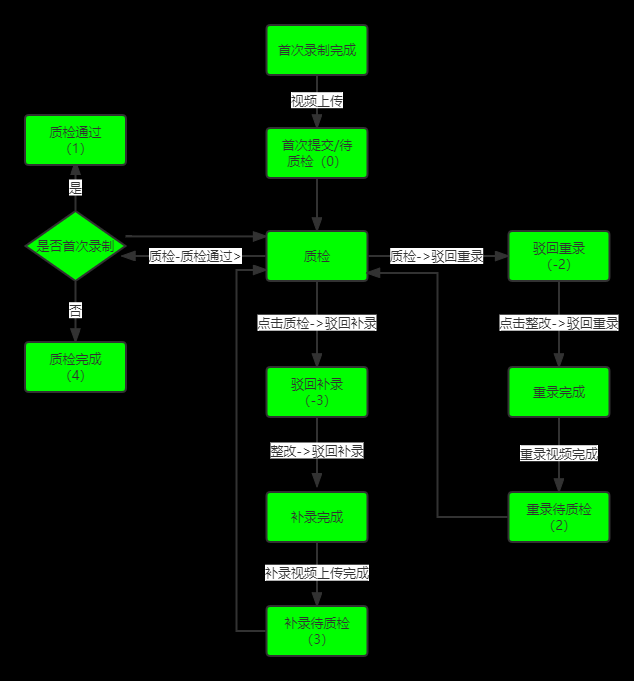 首次录制完成
视频上传
质检通过
（1）
首次提交/待
质检（0）
是
是否首次录制
质检-质检通过>
质检
质检->驳回重录
驳回重录
（-2）
否
点击质检->驳回补录
点击整改->驳回重录
质检完成
（4）
驳回补录
（-3）
重录完成
整改->驳回补录
重录视频完成
补录完成
重录待质检
（2）
补录视频上传完成
补录待质检
（3）